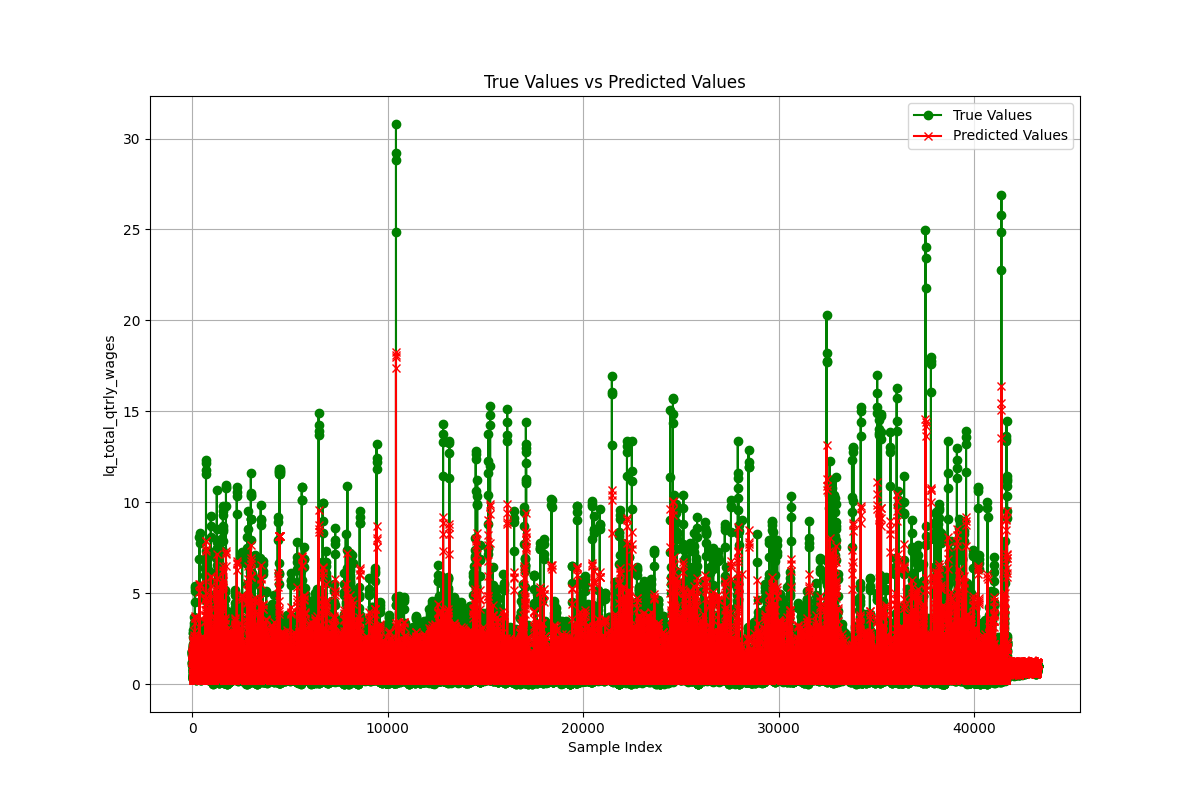 True Values vs Predicted Values
True Values
Predicted Values
lq_total_qtrly_wages
30
25
20
15
10
5
0
0 10000 20000 30000 40000
Sample Index